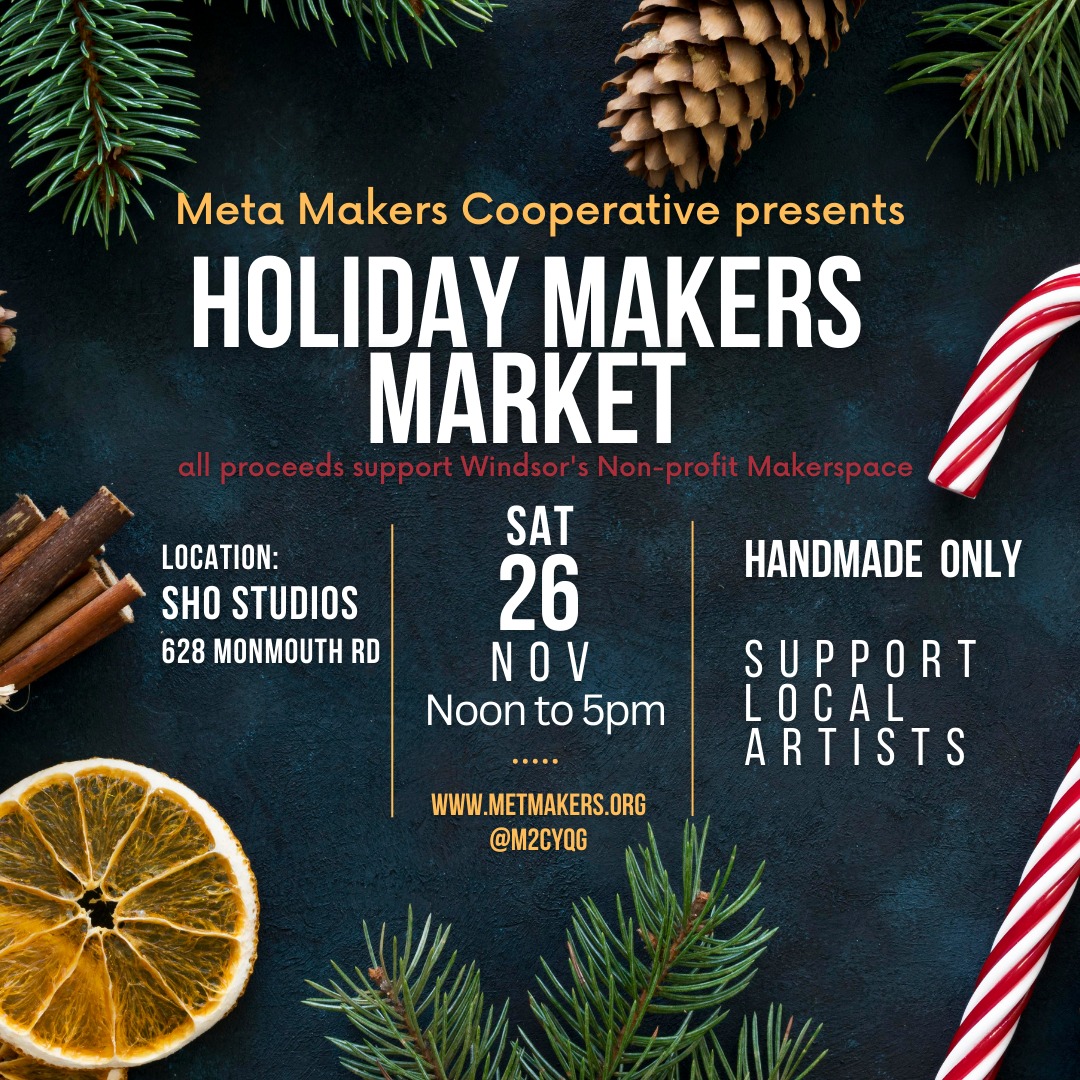 Meta Makers Cooperative presents
HOLIDAY MAKERS
MARKET
all proceeds support Windsor's Non-profit Makerspace
LOCATION:
SHO STUDIOS
628 MONMOUTH RD
SAT
26
NOV
Noon to 5pm
.....
WWW.METMAKERS.ORG
@M2CYQG
HANDMADE ONLY
SUPPORT
LOCAL
ARTISTS